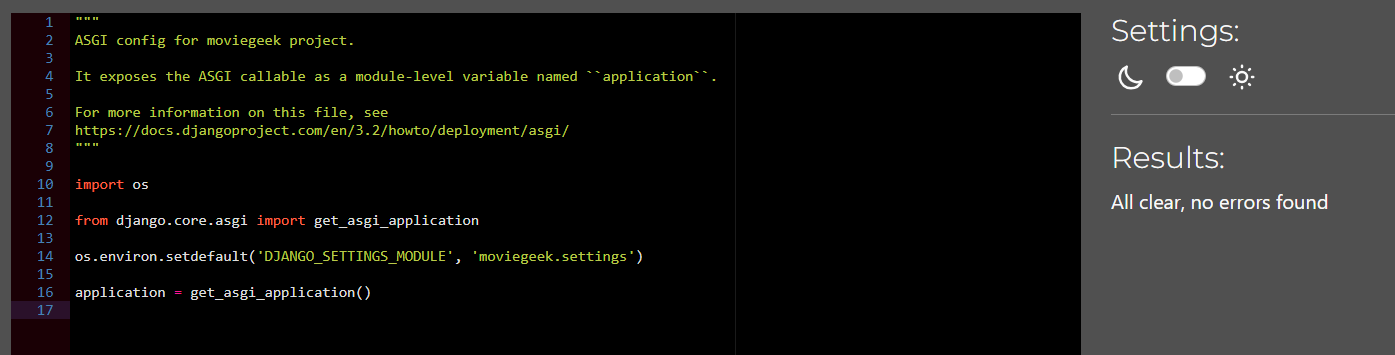 1 """
2 ASGI config for moviegeek project.
3
4 It exposes the ASGI callable as a module-level variable named ``application``.
5
6 For more information on this file, see
7 https://docs.djangoproject.com/en/3.2/howto/deployment/asgi/
8 """
9
10 import os
11
12 from django.core.asgi import get_asgi_application
13
14 os.environ.setdefault('DJANGO_SETTINGS_MODULE', 'moviegeek.settings')
15
16 application = get_asgi_application()
17
Settings:
Results:
All clear, no errors found